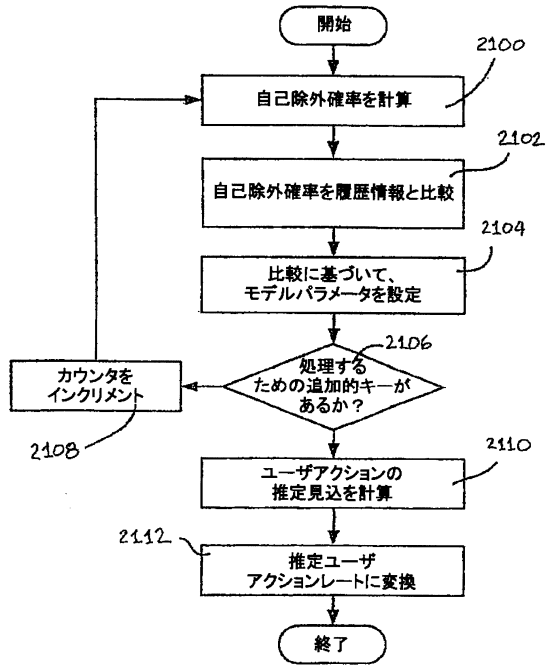 開始
2100
自己除外確率を計算
2102
自己除外確率を履歴情報と比較
2104
比較に基づいて、
モデルパラメータを設定
2106
処理する
ための追加的キーが
あるか？
カウンタを
インクリメント
2108
2110
ユーザアクションの
推定見込を計算
2112
推定ユーザ
アクションレートに変換
終了